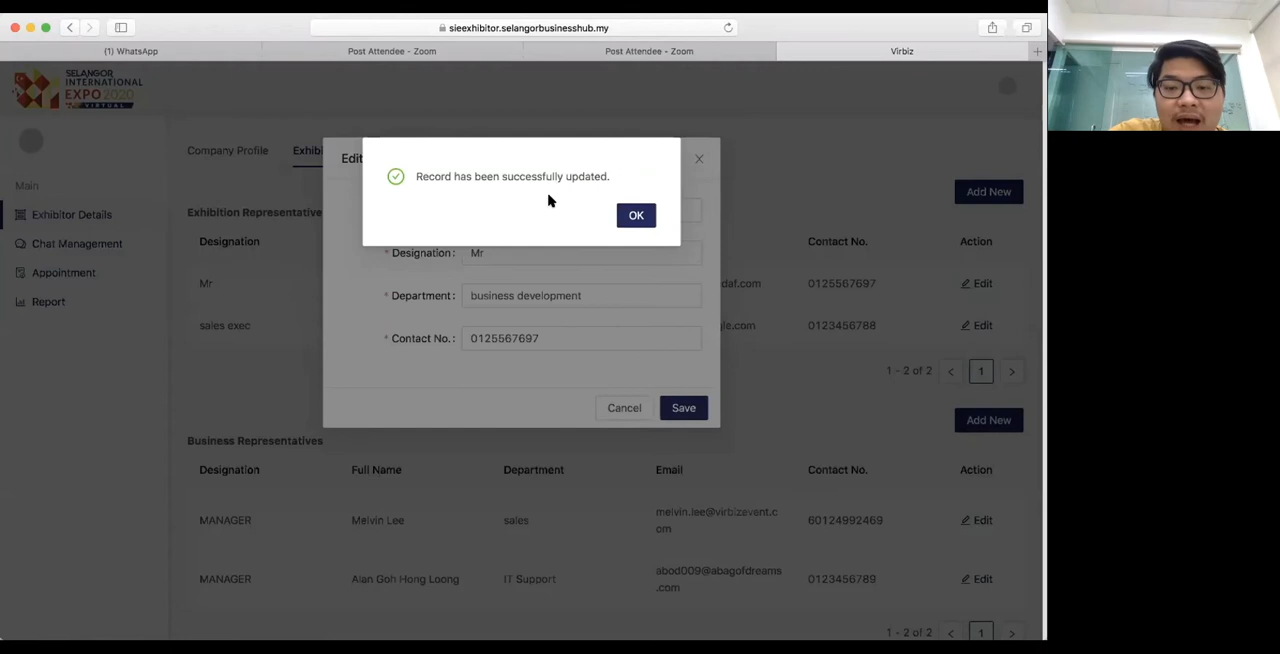 sieexhibitor.selangorbusinesshub.my
(1) WhatsApp
Post Attendee - Zoom
Post Attendee - Zoom
Virbiz
SELANGOR
INTERNATIONAL
EXPO 2020
VIRTUAL
Main
Exhibitor Details
Chat Management
Appointment
Report
Company Profile
Edit
Record has been successfully updated.
OK
Add New
Exhibition Representative
Designation
Contact No.
Action
* Designation :
Mr
Mr
0125567697
Edit
* Department :
business development
sales exec
0123456788
Edit
* Contact No. :
0125567697
1 - 2 of 2
1
Cancel
Save
Add New
Business Representatives
Designation
Full Name
Department
Email
Contact No.
Action
MANAGER
Melvin Lee
sales
melvin.lee@virbizevent.c
om
60124992469
Edit
MANAGER
Alan Goh Hong Loong
IT Support
abod009@abagofdreams
.com
0123456789
Edit
1 - 2 of 2
1